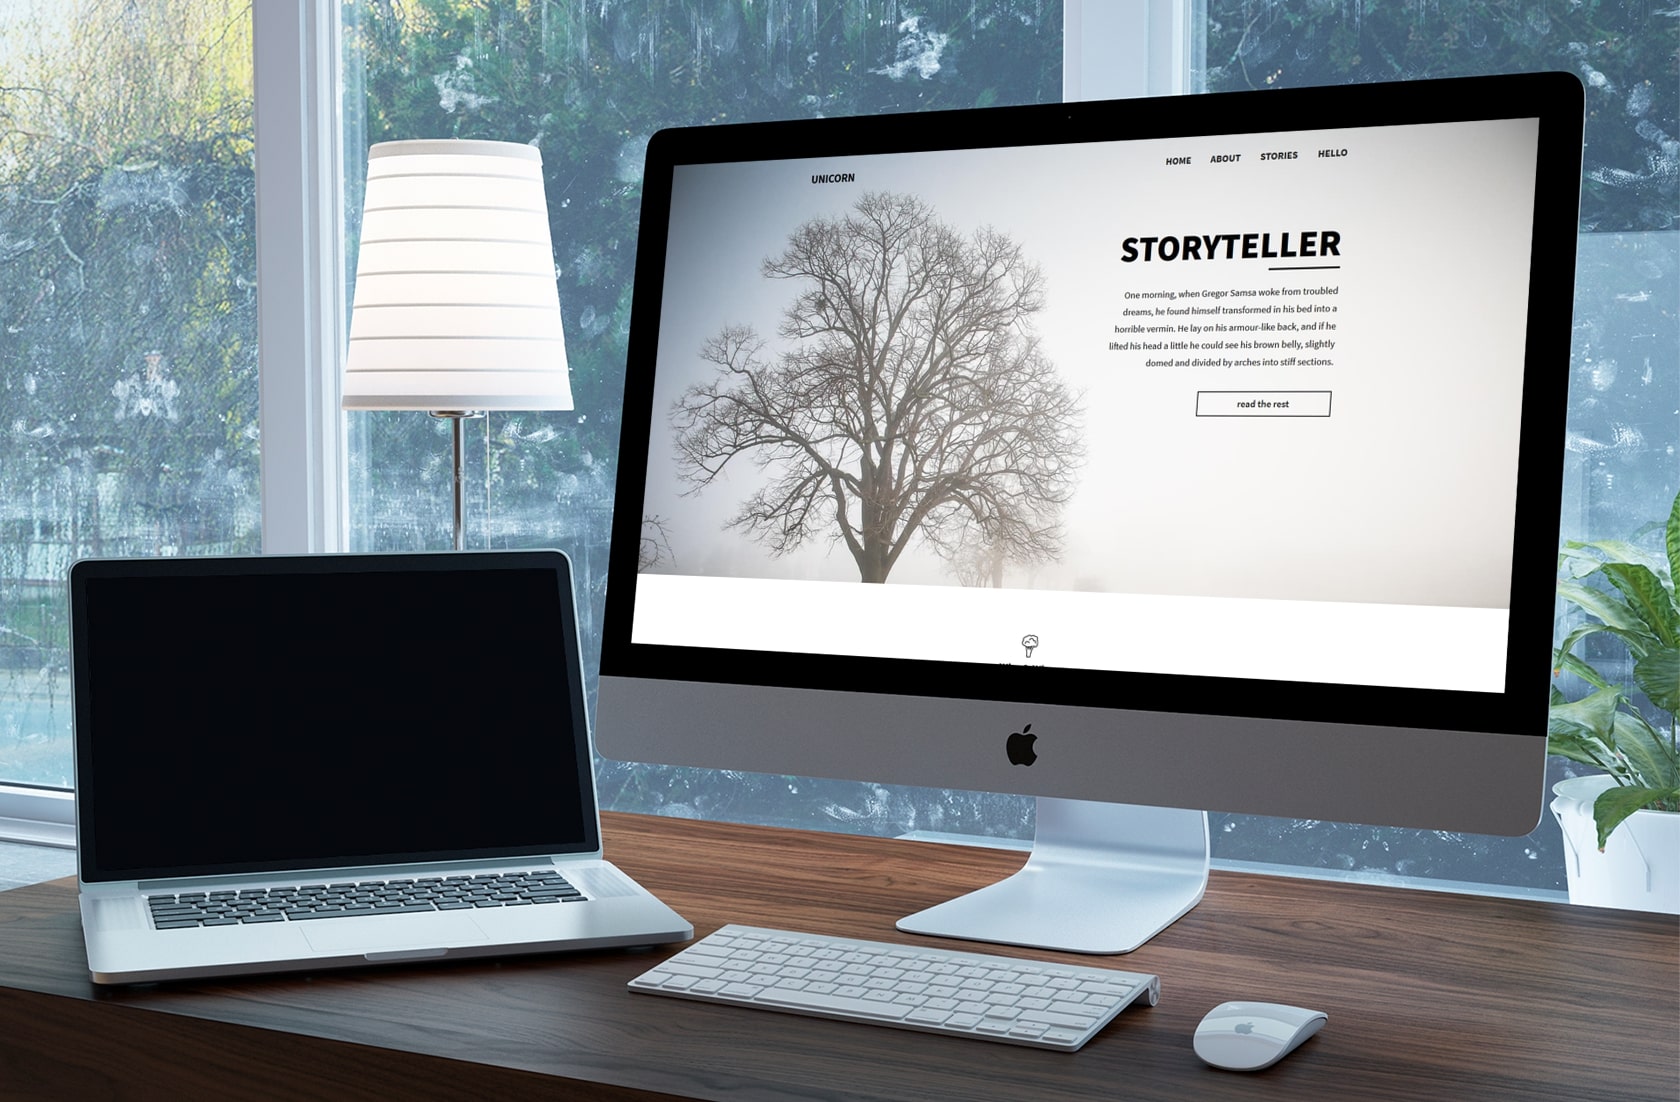 UNICORN
HOME ABOUT STORIES HELLO
STORYTELLER
One morning, when Gregor Samsa woke from troubled
dreams, he found himself transformed in his bed into a
horrible vermin. He lay on his armour-like back, and if he
lifted his head a little he could see his brown belly, slightly
domed and divided by arches into stiff sections.
read the rest